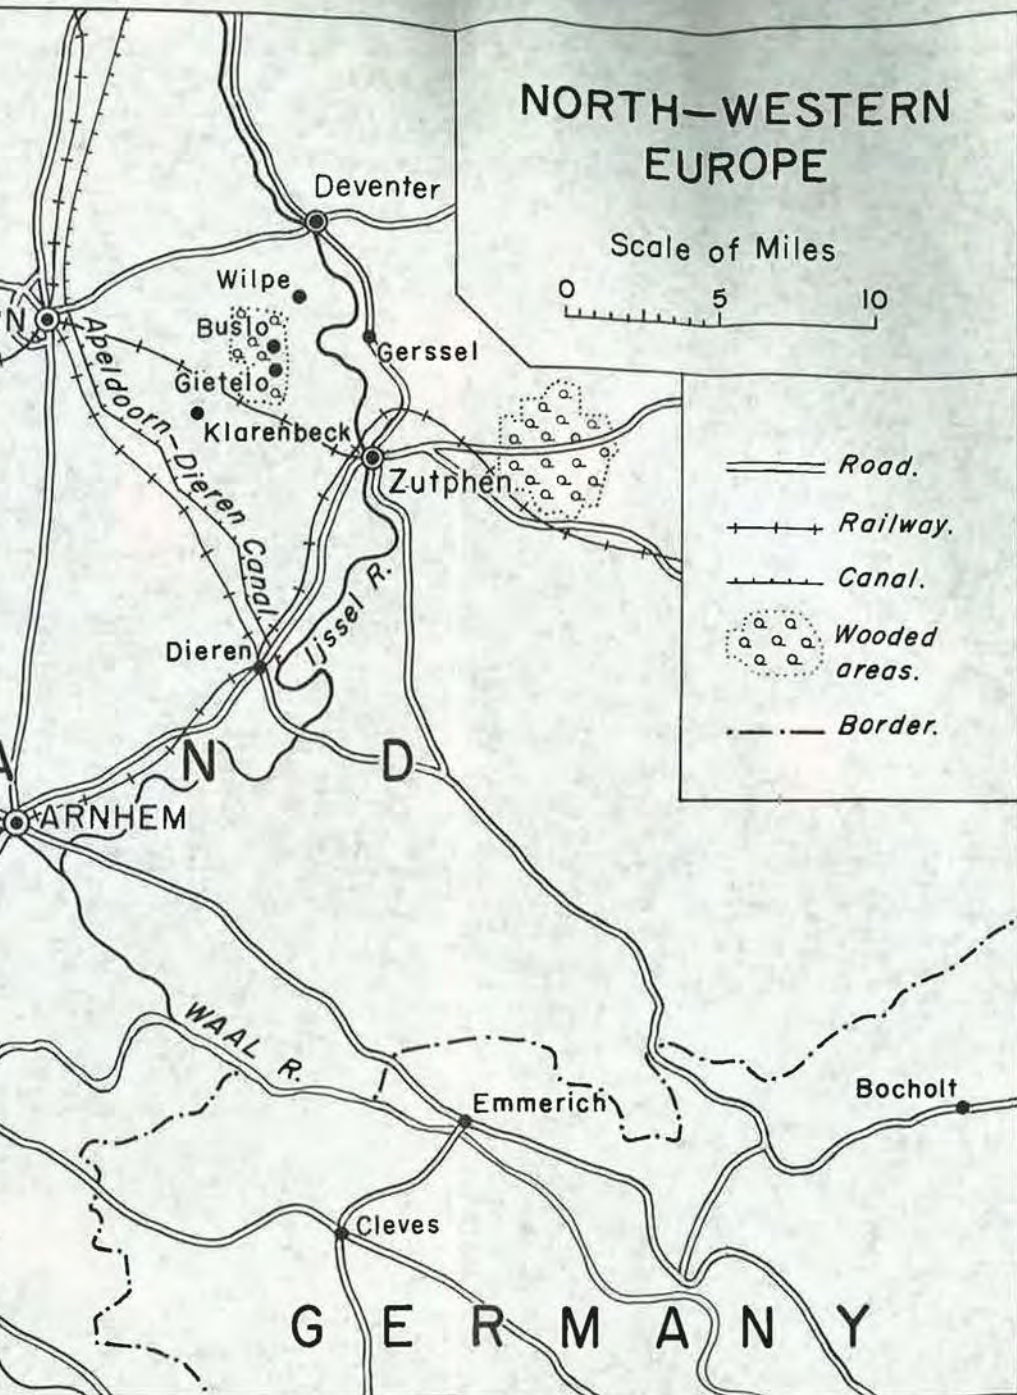 NORTH—WESTERN
EUROPE
Scale of Miles
0 5 10
Deventer
Wilpe
Buslo
N
Gerssel
Gietelo
Klarenbeck
Apeldoorn-Dieren Canal.
Zutphen
Road.
Railway.
Canal.
Wooded
areas.
Border.
Ijssel R.
Dieren
A N D
ARNHEM
WAAL R.
Emmerich
Bocholt
Cleves
GERMANY